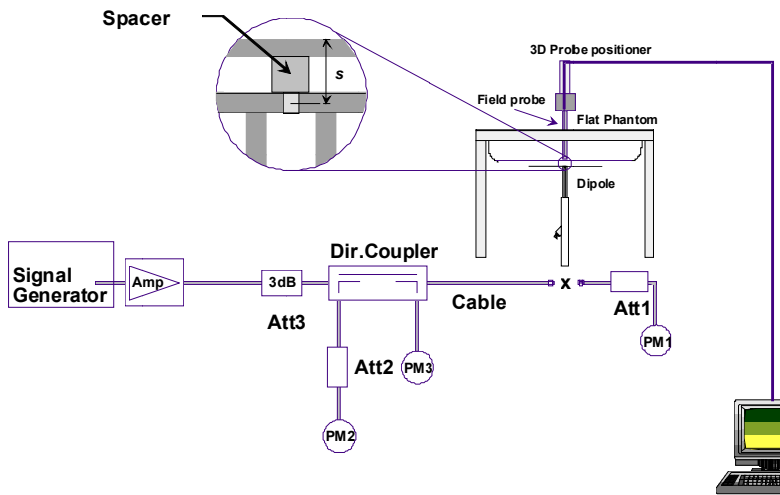 Spacer
s
3D Probe positioner
Field probe
Flat Phantom
Dipole
Signal
Generator
Amp
3dB
Att3
Dir.Coupler
Cable
x
Att1
PM1
Att2
PM3
PM2